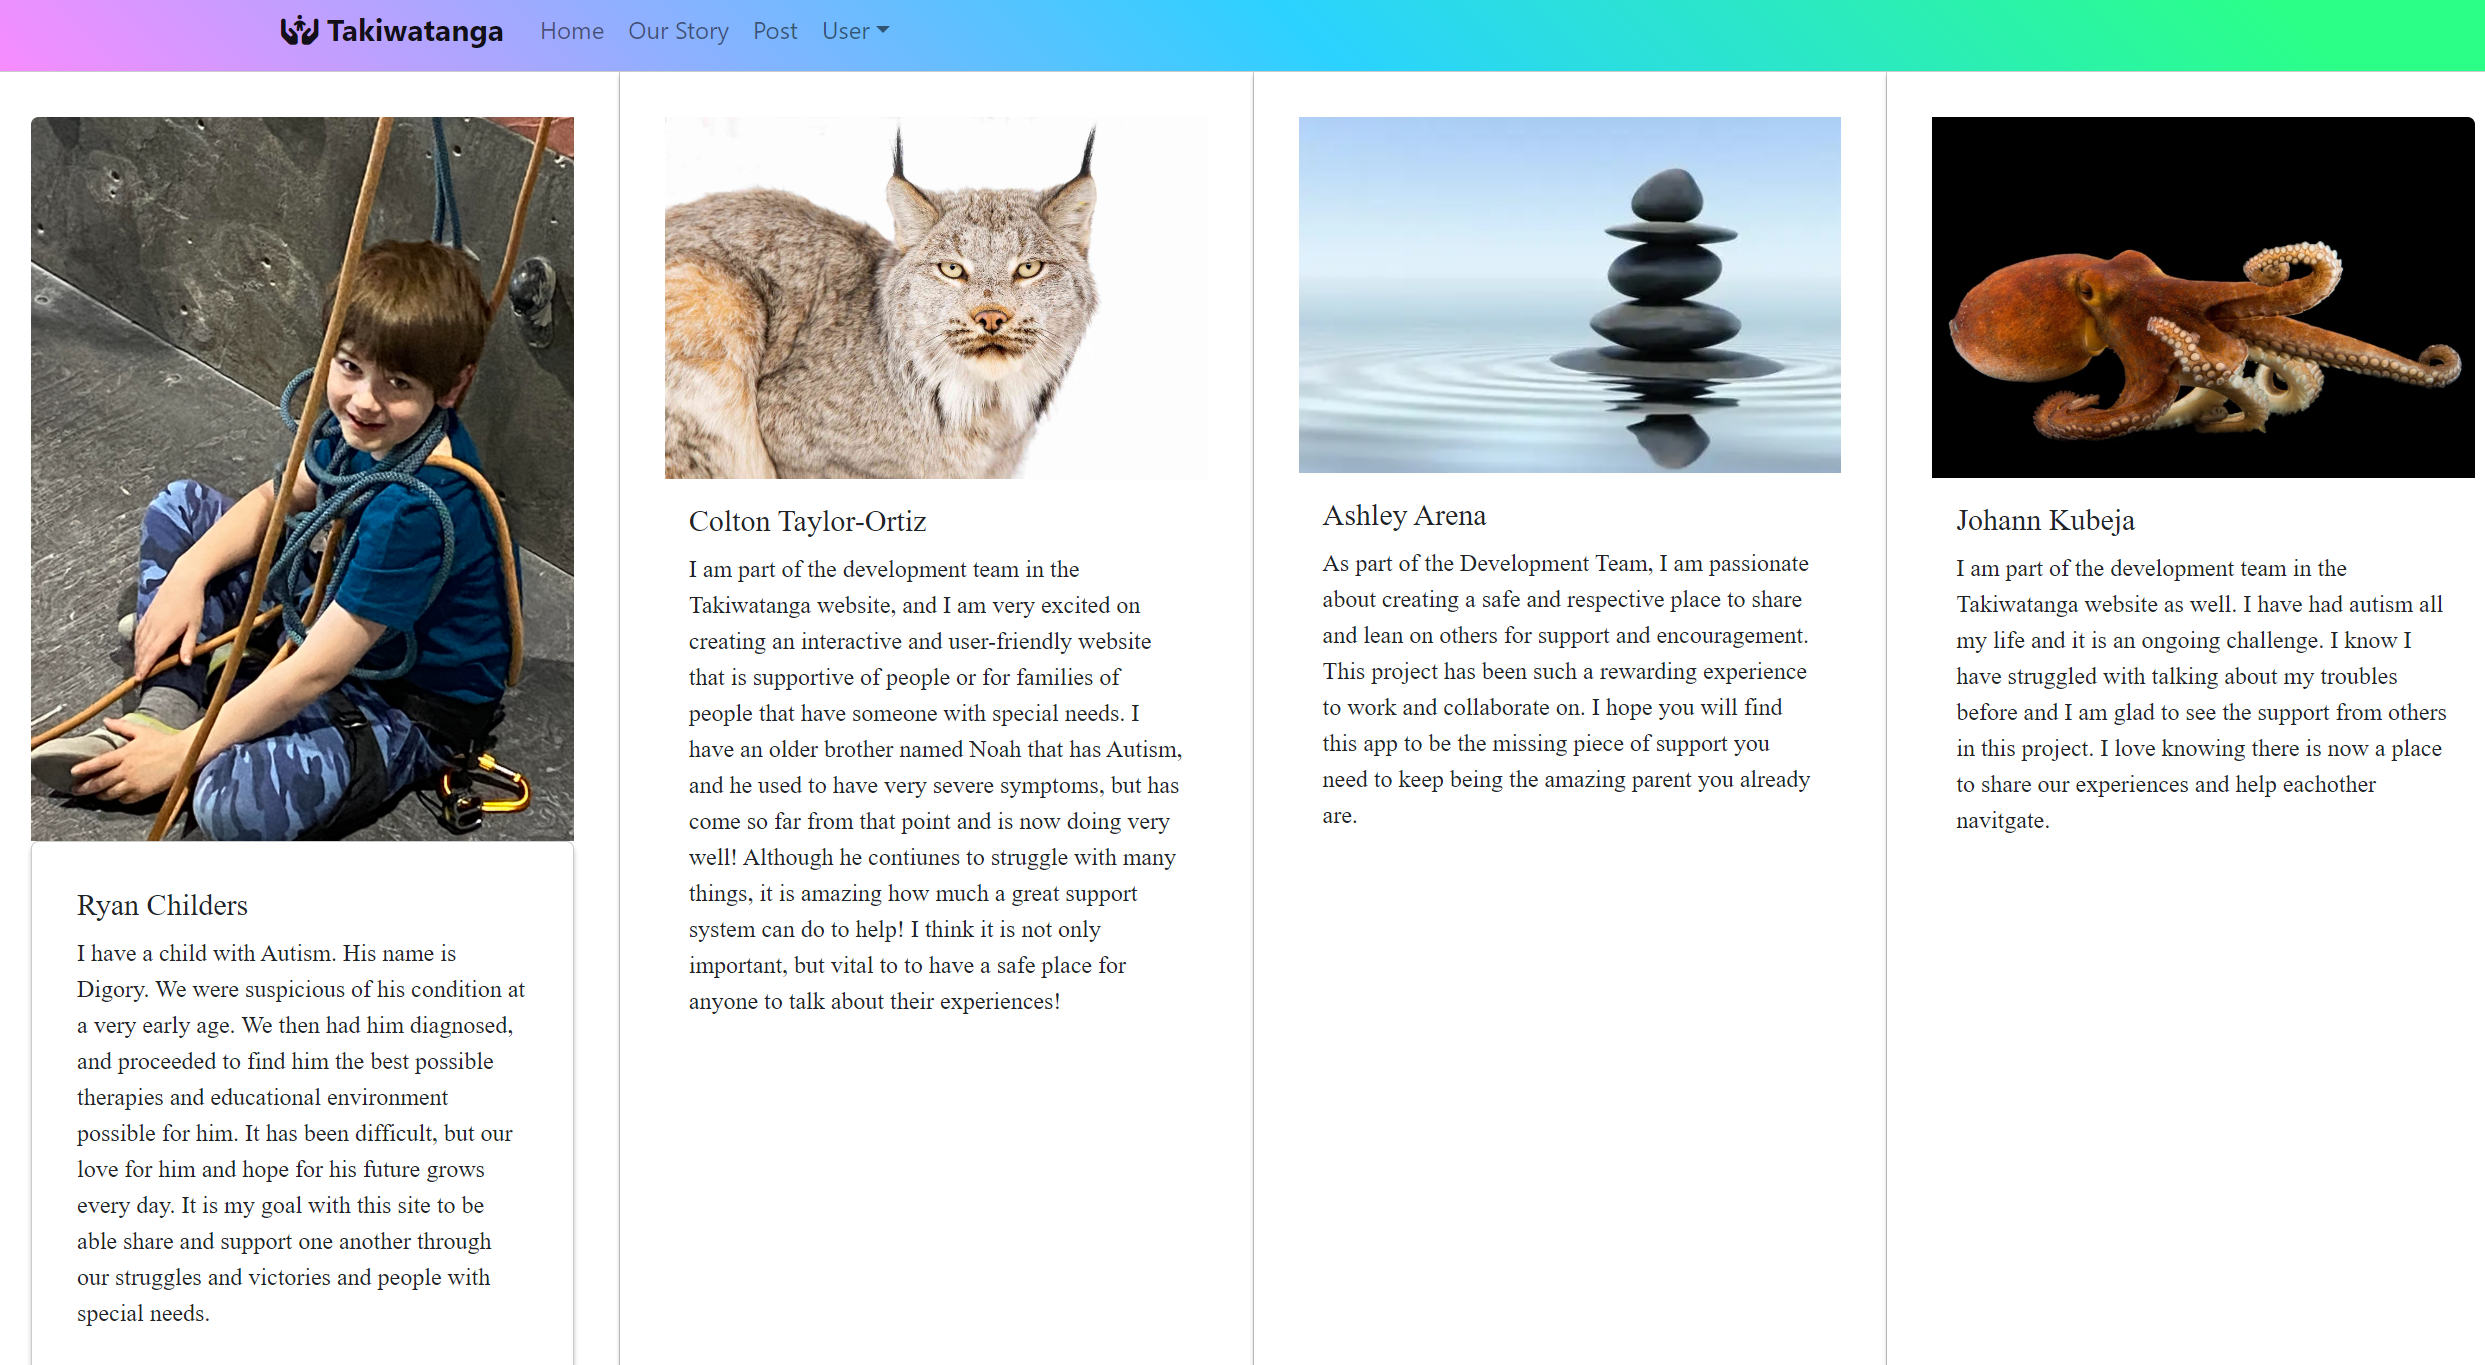 Takiwatanga Home Our Story Post User
Ryan Childers
I have a child with Autism. His name is
Digory. We were suspicious of his condition at
a very early age. We then had him diagnosed,
and proceeded to find him the best possible
therapies and educational environment
possible for him. It has been difficult, but our
love for him and hope for his future grows
every day. It is my goal with this site to be
able share and support one another through
our struggles and victories and people with
special needs.
Colton Taylor-Ortiz
I am part of the development team in the
Takiwatanga website, and I am very excited on
creating an interactive and user-friendly website
that is supportive of people or for families of
people that have someone with special needs. I
have an older brother named Noah that has Autism,
and he used to have very severe symptoms, but has
come so far from that point and is now doing very
well! Although he contiunes to struggle with many
things, it is amazing how much a great support
system can do to help! I think it is not only
important, but vital to to have a safe place for
anyone to talk about their experiences!
Ashley Arena
As part of the Development Team, I am passionate
about creating a safe and respective place to share
and lean on others for support and encouragement.
This project has been such a rewarding experience
to work and collaborate on. I hope you will find
this app to be the missing piece of support you
need to keep being the amazing parent you already
are.
Johann Kubeja
I am part of the development team in the
Takiwatanga website as well. I have had autism all
my life and it is an ongoing challenge. I know I
have struggled with talking about my troubles
before and I am glad to see the support from others
in this project. I love knowing there is now a place
to share our experiences and help eachother
navitgate.